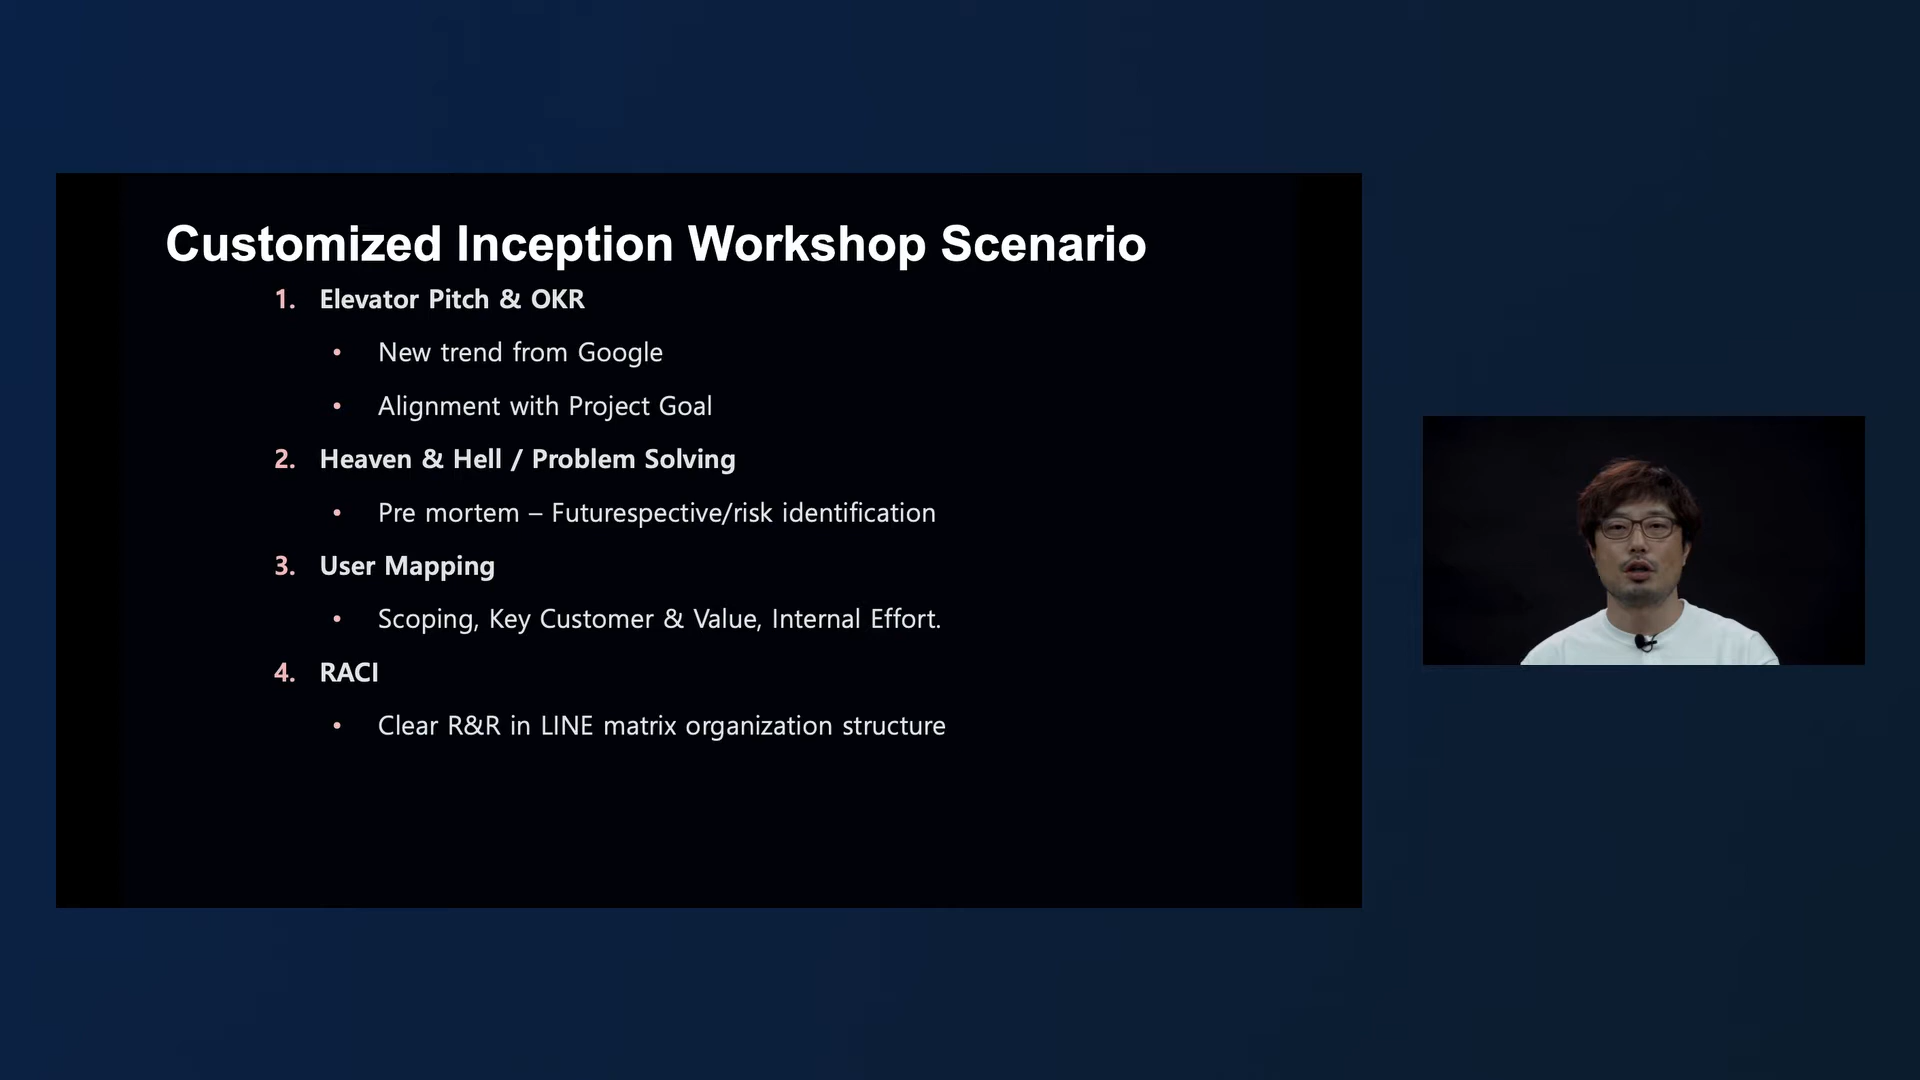 Customized Inception Workshop Scenario
1. Elevator Pitch & OKR
• New trend from Google
• Alignment with Project Goal
2. Heaven & Hell / Problem Solving
• Pre mortem – Futurespective/risk identification
3. User Mapping
• Scoping, Key Customer & Value, Internal Effort.
4. RACI
• Clear R&R in LINE matrix organization structure